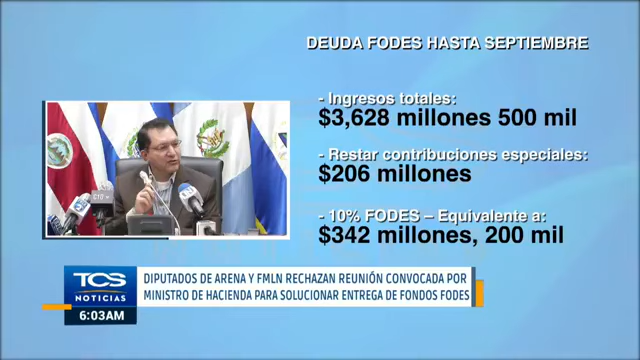 DEUDA FODES HASTA SEPTIEMBRE
- Ingresos totales:
$3,628 millones 500 mil
- Restar contribuciones especiales:
$206 millones
- 10% FODES – Equivalente a:
$342 millones, 200 mil
TCS
NOTICIAS
6:03AM
DIPUTADOS DE ARENA Y FMLN RECHAZAN REUNIÓN CONVOCADA POR
MINISTRO DE HACIENDA PARA SOLUCIONAR ENTREGA DE FONDOS FODES